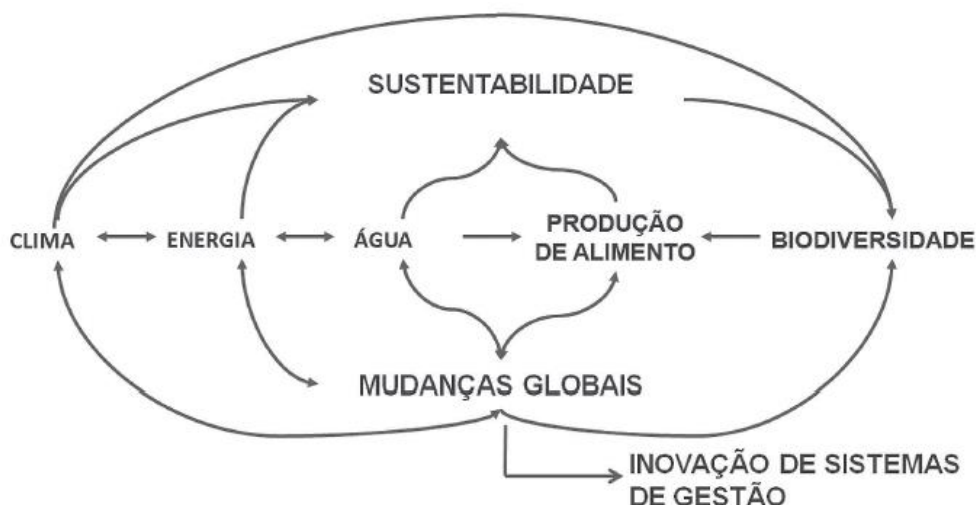 SUSTENTABILIDADE
CLIMA
ENERGIA
ÁGUA
PRODUÇÃO
DE ALIMENTO
BIODIVERSIDADE
MUDANÇAS GLOBAIS
INOVAÇÃO DE SISTEMAS
DE GESTÃO